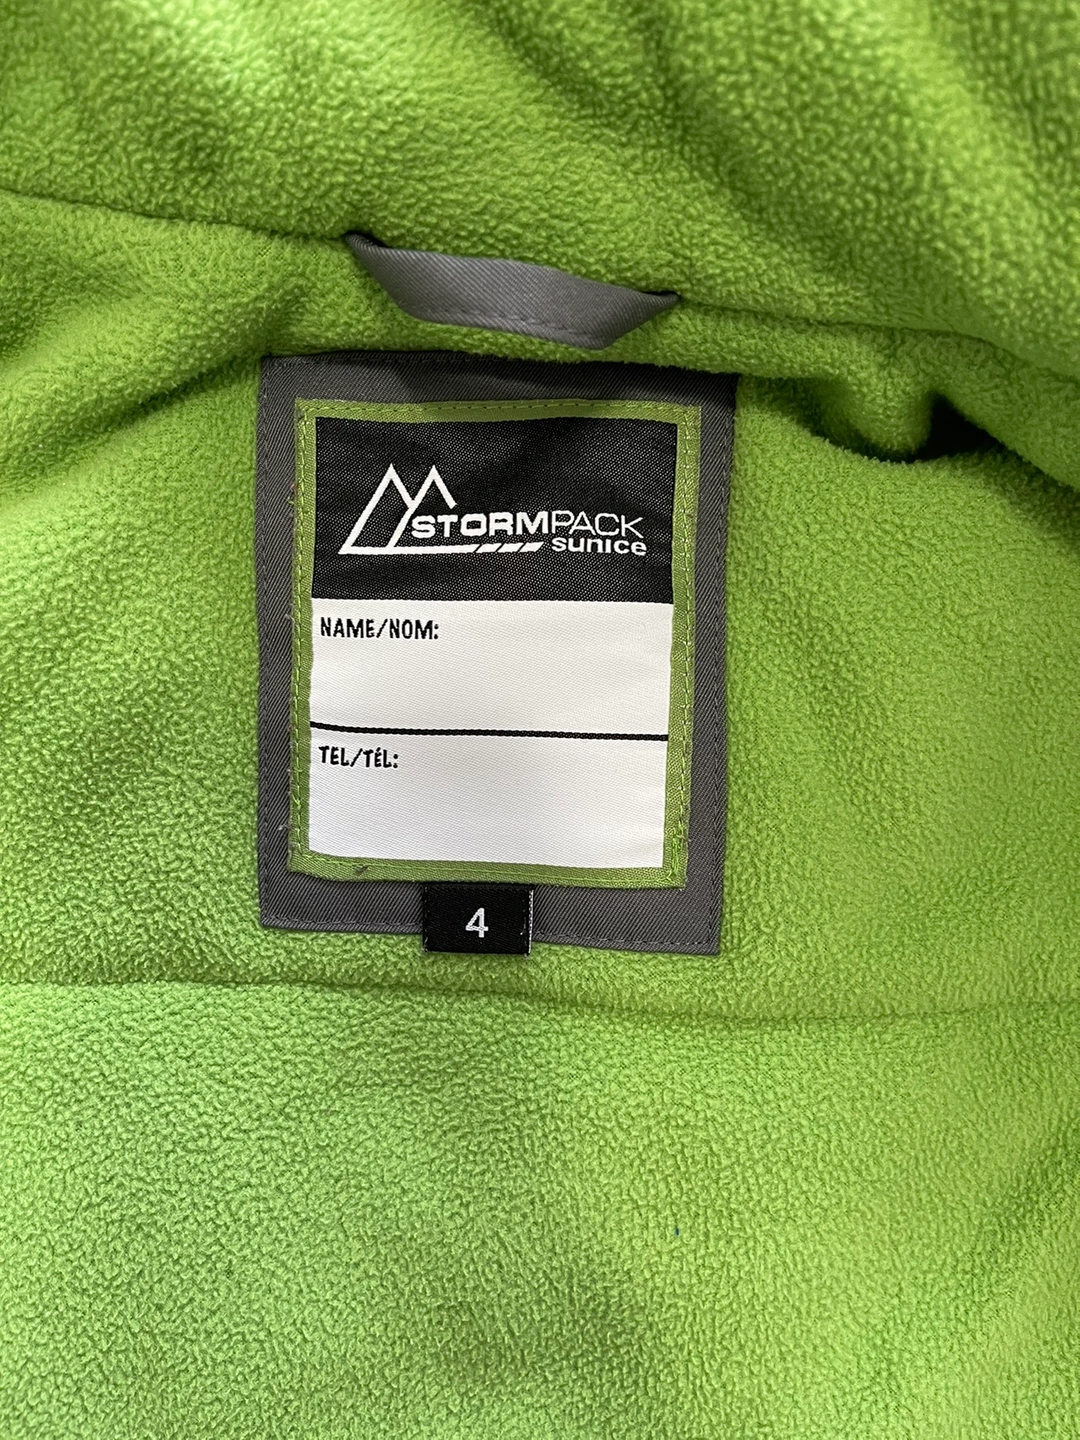 STORMPACK
sunice
NAME/NOM:
TEL/TÉL:
4